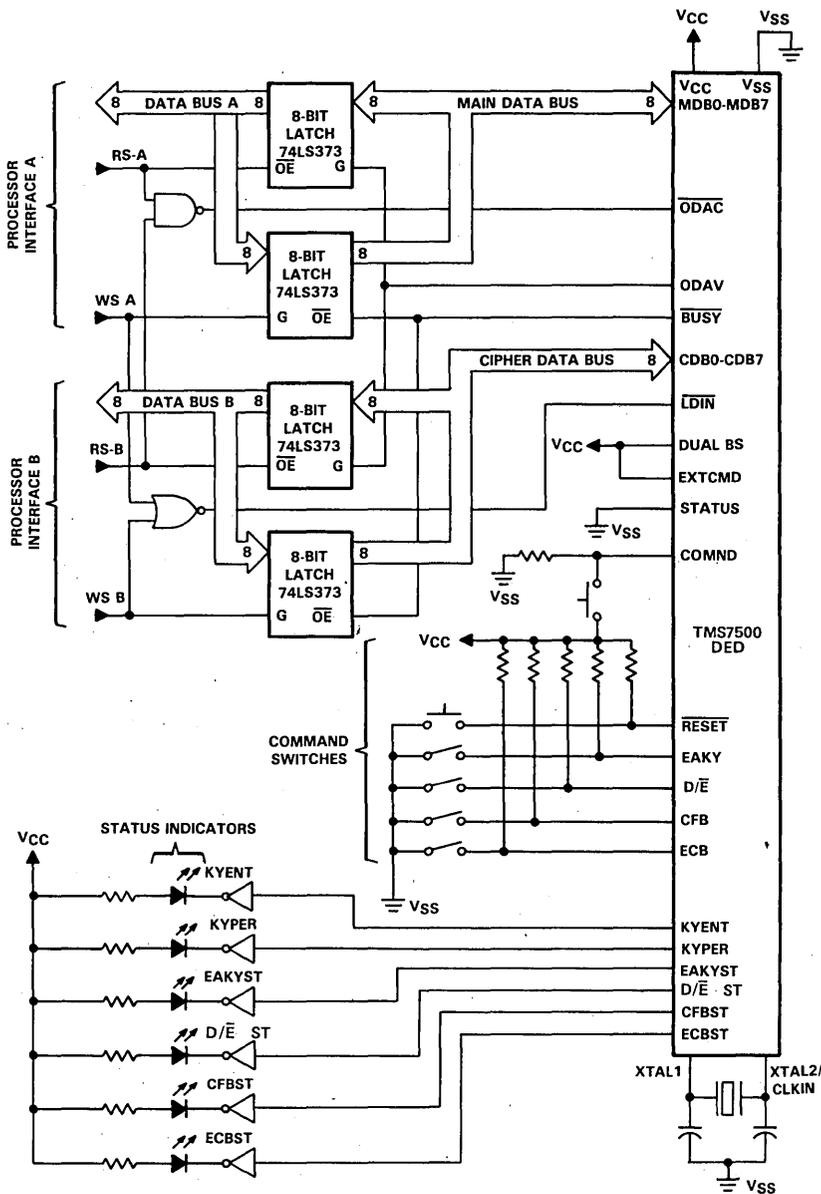 VCC
VSS
VCC
VSS
8 DATA BUS A 8
8-BIT
LATCH
74LS373
OE̅ G
8 MAIN DATA BUS 8
MDB0-MDB7
PROCESSOR
INTERFACE A
RS-A
O̅D̅A̅C̅
8
8-BIT
LATCH
74LS373
G OE̅
8
ODAV
WS A
B̅U̅S̅Y̅
CIPHER DATA BUS 8
CDB0-CDB7
PROCESSOR
INTERFACE B
8 DATA BUS B 8
8-BIT
LATCH
74LS373
OE̅ G
8
L̅D̅I̅N̅
RS-B
VCC
DUAL BS
EXTCMD
STATUS
VSS
8
8-BIT
LATCH
74LS373
G OE̅
8
WS B
VSS
COMND
TMS7500
DED
VCC
COMMAND
SWITCHES
R̅E̅S̅E̅T̅
EAKY
D/E̅
CFB
ECB
VSS
STATUS INDICATORS
VCC
KYENT
KYPER
EAKYST
D/E̅ ST
CFBST
ECBST
KYENT
KYPER
EAKYST
D/E̅ ST
CFBST
ECBST
XTAL1
XTAL2/
CLKIN
VSS